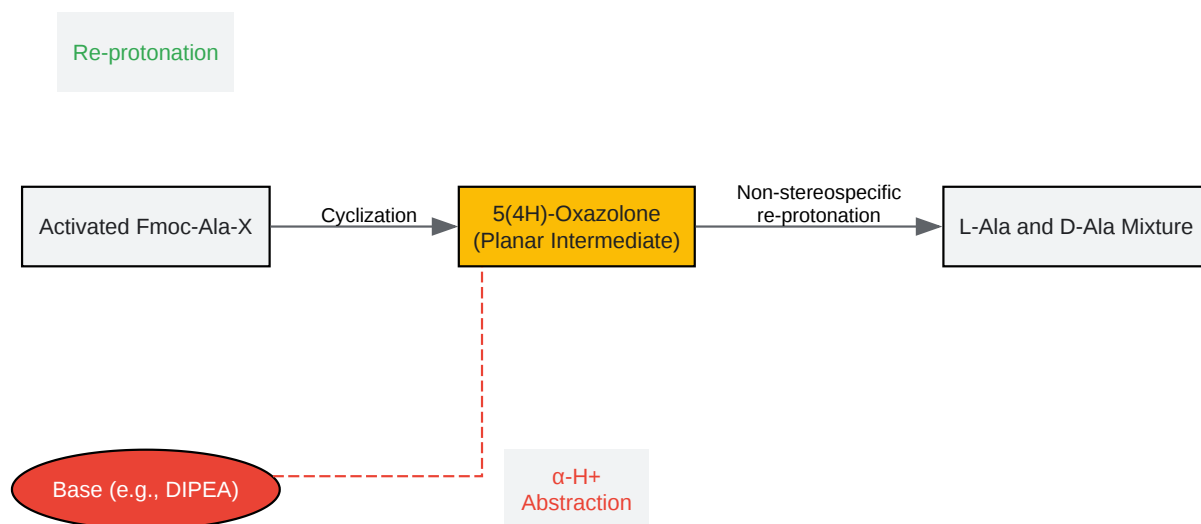 Re-protonation
Activated Fmoc-Ala-X
Cyclization
5(4H)-Oxazolone
(Planar Intermediate)
Non-stereospecific
re-protonation
L-Ala and D-Ala Mixture
Base (e.g., DIPEA)
α-H+
Abstraction